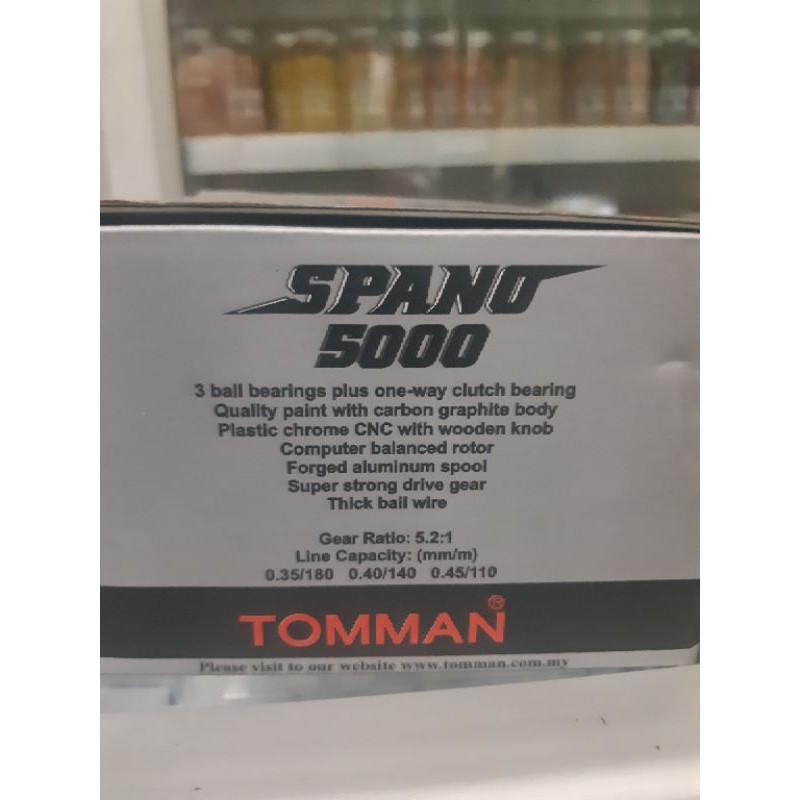 SPANO
5000
3 ball bearings plus one-way clutch bearing
Quality paint with carbon graphite body
Plastic chrome CNC with wooden knob
Computer balanced rotor
Forged aluminum spool
Super strong drive gear
Thick bail wire
Gear Ratio: 5.2:1
Line Capacity: (mm/m)
0.35/180 0.40/140 0.45/110
TOMMAN®
Please visit to our website www.tomman.com.my